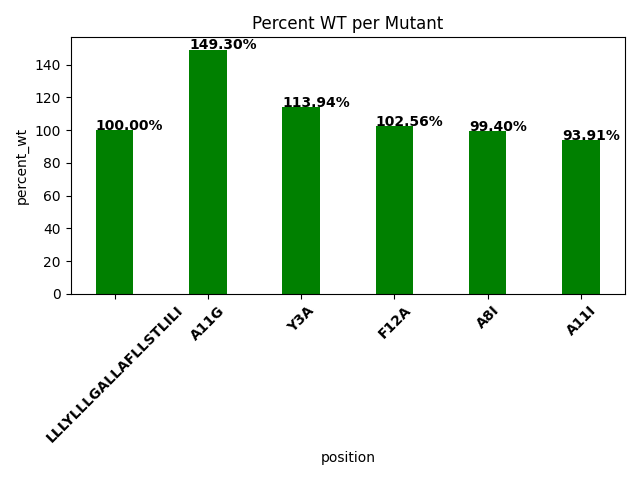 Percent WT per Mutant
percent_wt
140
120
100
80
60
40
20
0
100.00%
149.30%
113.94%
102.56%
99.40%
93.91%
LLLYLLLGALLAFLLSTLILI
A11G
Y3A
F12A
A8I
A11I
position